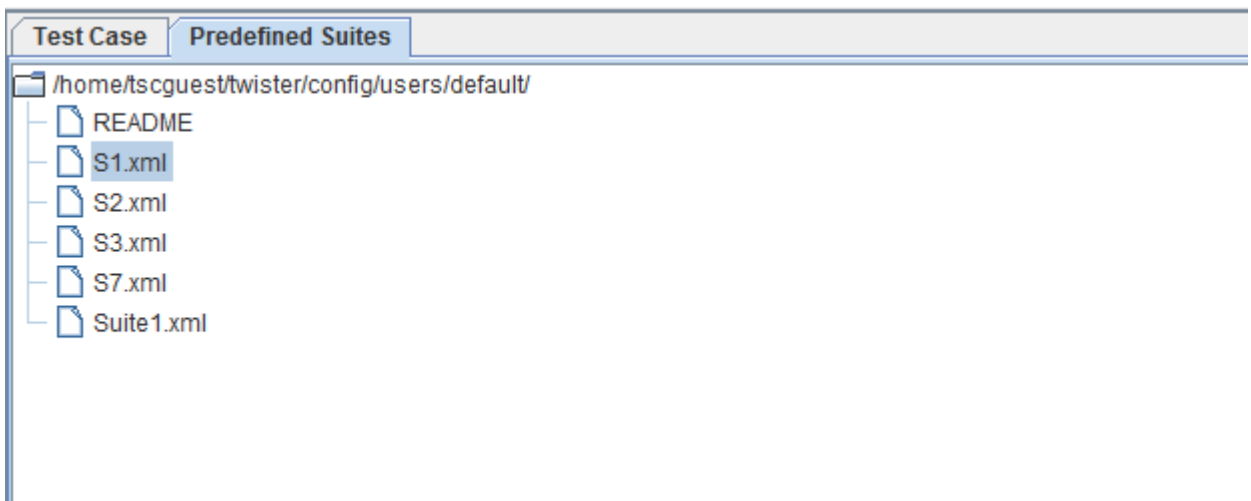 Test Case Predefined Suites
/home/tscguest/twister/config/users/default/
README
S1.xml
S2.xml
S3.xml
S7.xml
Suite1.xml